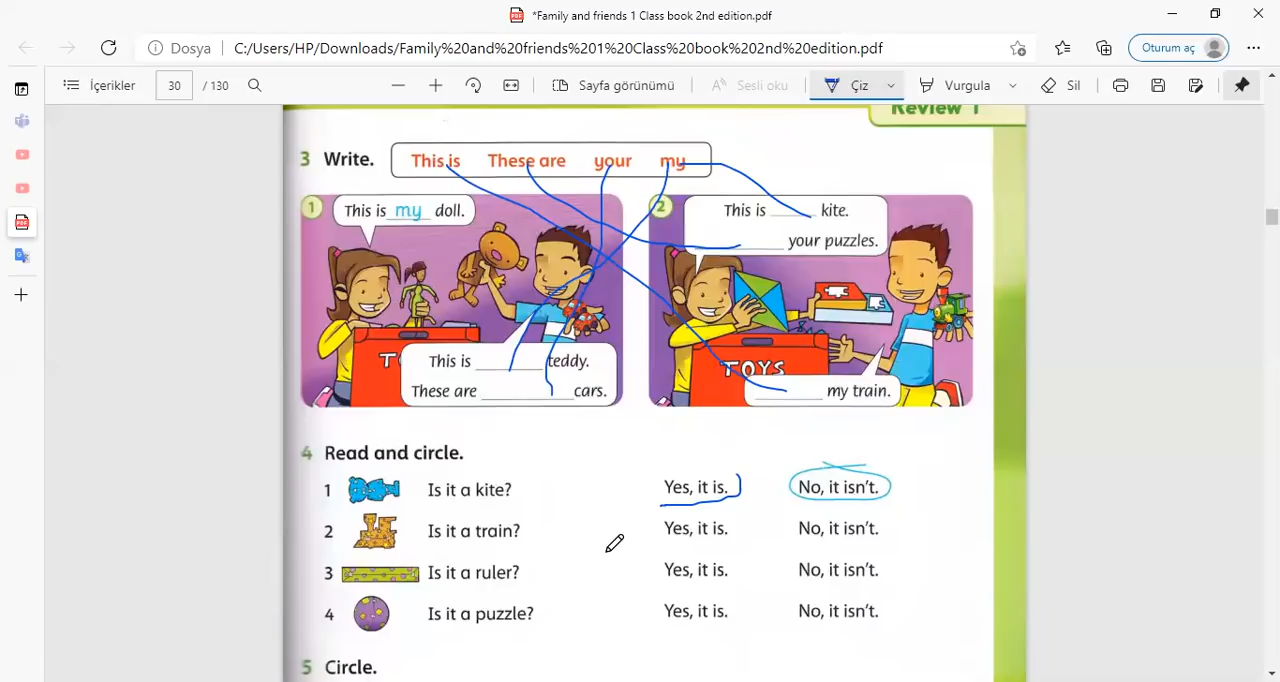 *Family and friends 1 Class book 2nd edition.pdf
Dosya C:/Users/HP/Downloads/Family%20and%20friends%201%20Class%20book%202nd%20edition.pdf Oturum aç
İçerikler 30 / 130 Sayfa görünümü Sesli oku Çiz Vurgula Sil
Review 1
3 Write. This is These are your my
1 This is my doll.
This is ______ teddy.
These are ______ cars.
2 This is ______ kite.
______ your puzzles.
TOYS
______ my train.
4 Read and circle.
1 Is it a kite? Yes, it is. No, it isn't.
2 Is it a train? Yes, it is. No, it isn't.
3 Is it a ruler? Yes, it is. No, it isn't.
4 Is it a puzzle? Yes, it is. No, it isn't.
5 Circle.